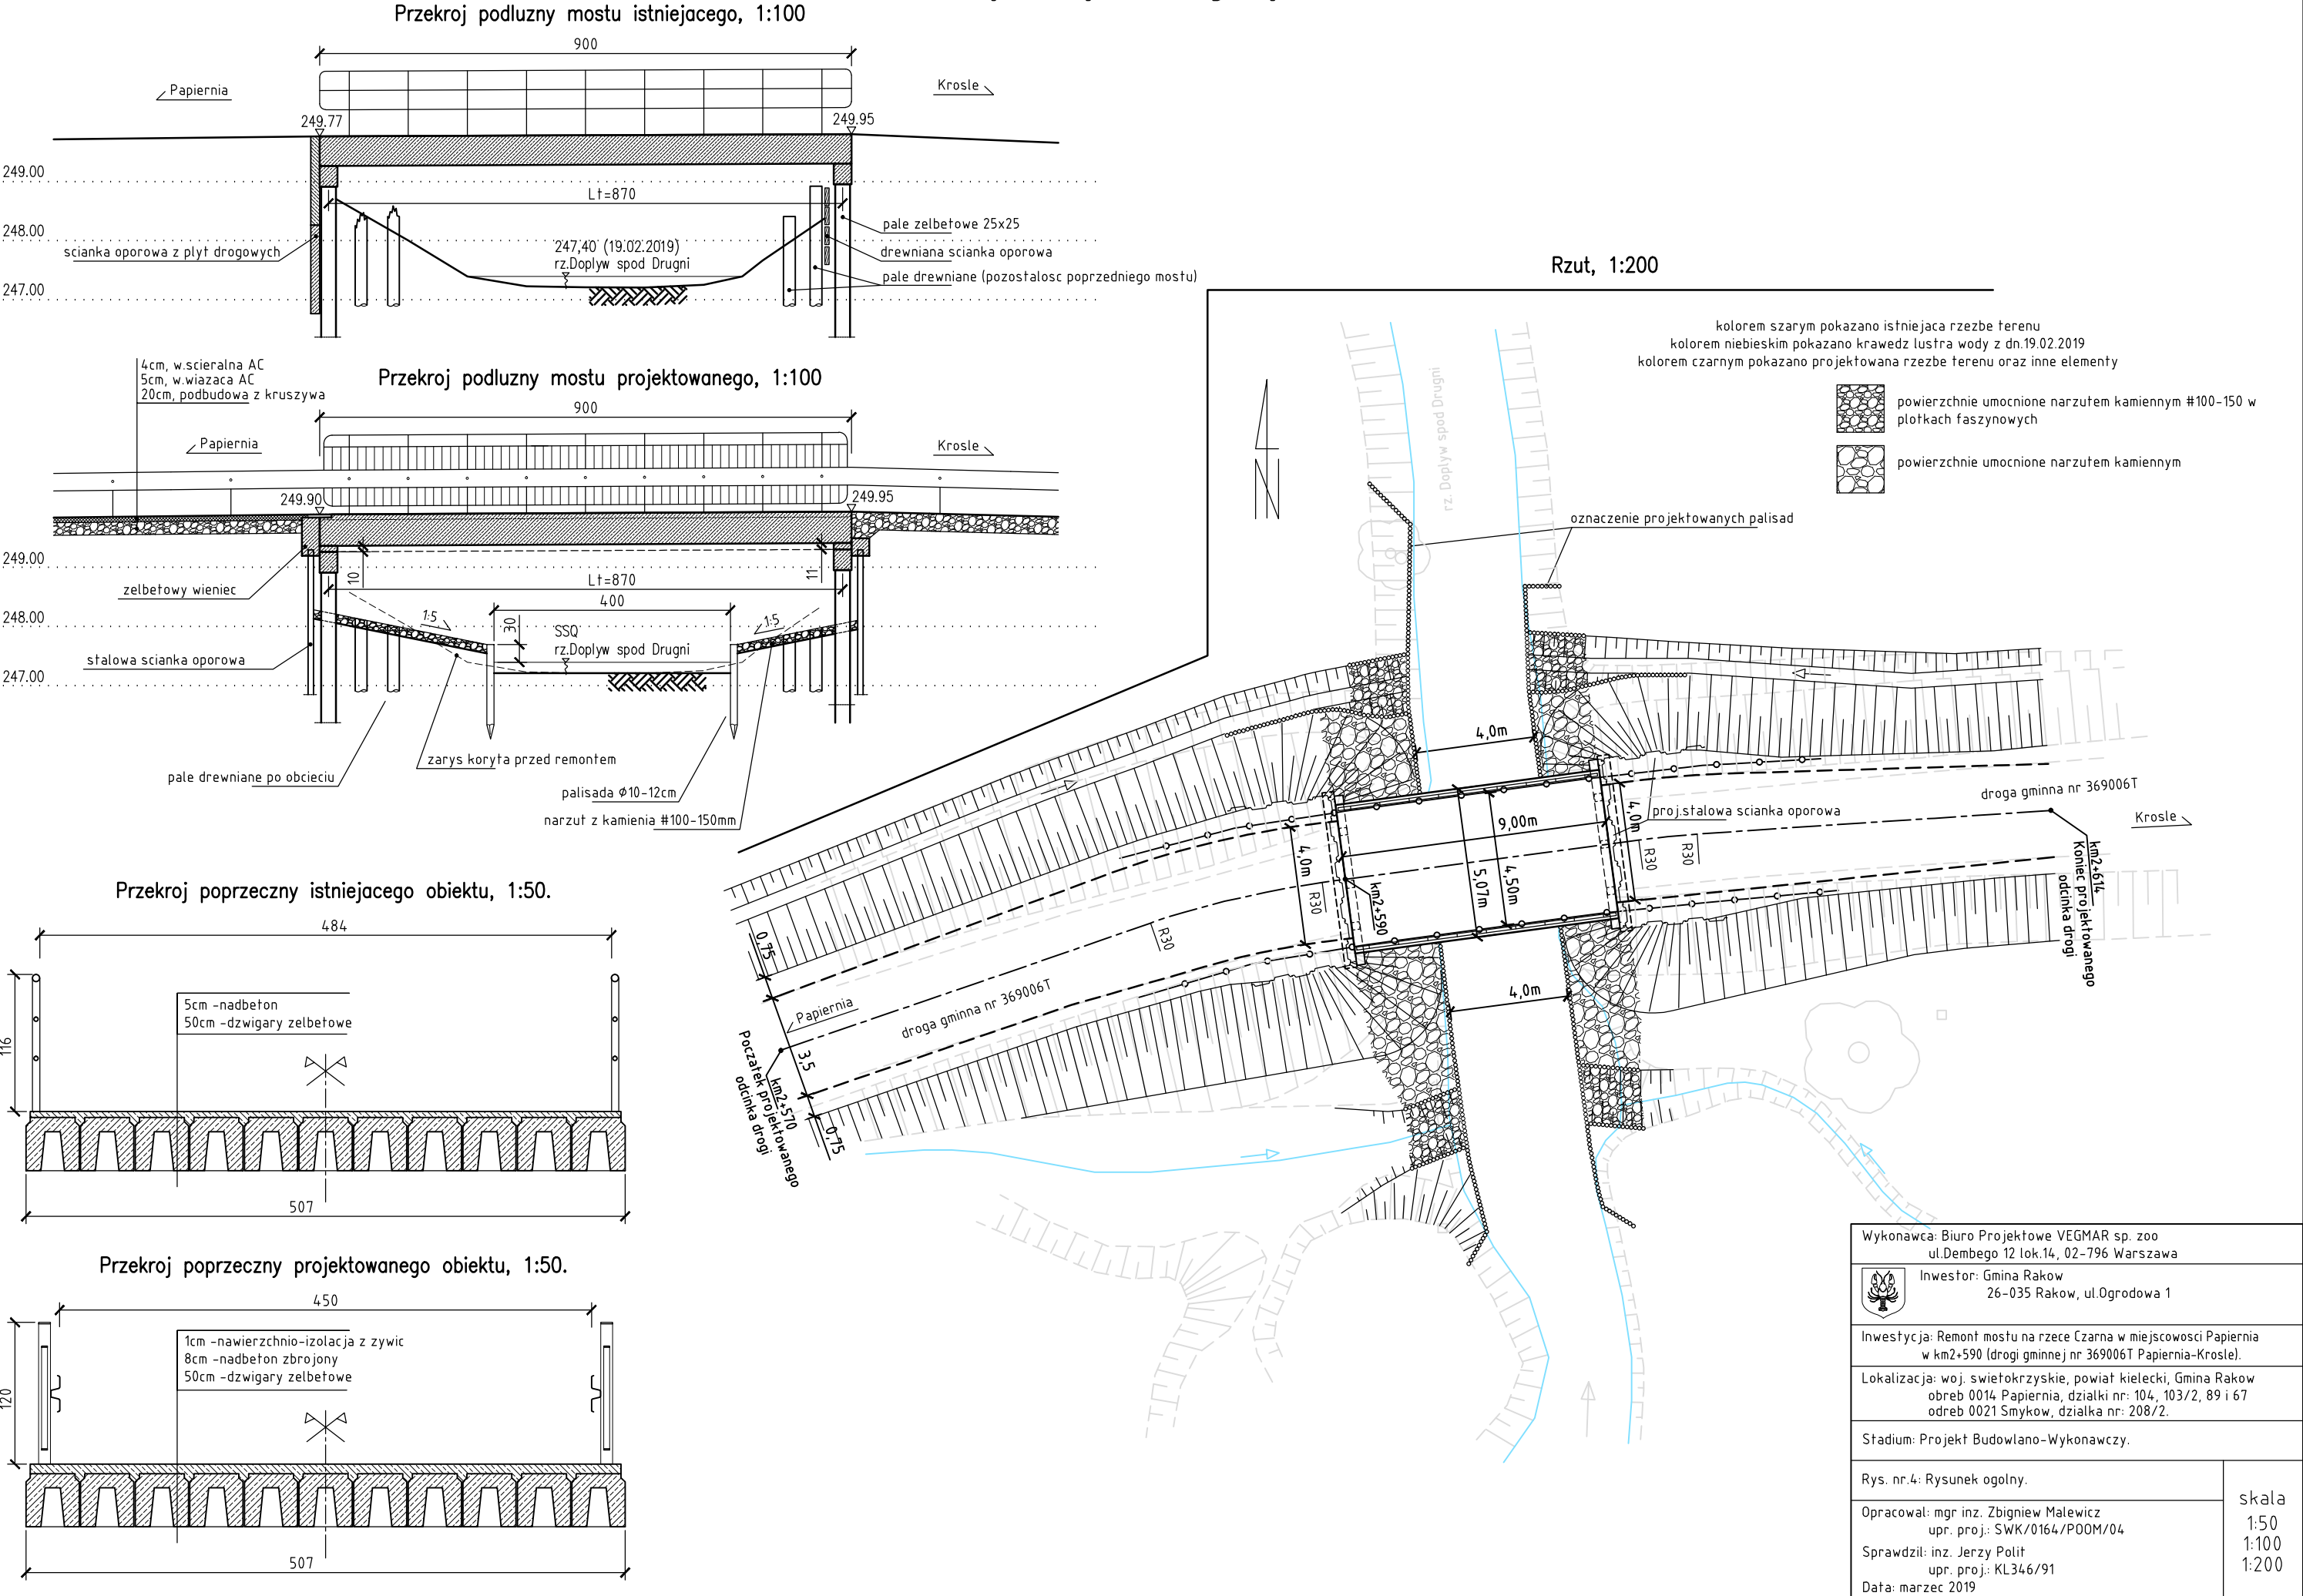 Przekroj podluzny mostu istniejacego, 1:100
900
Papiernia
Krosle
249.77
249.95
249.00
248.00
247.00
Lt=870
247,40 (19.02.2019)
rz.Doplyw spod Drugni
scianka oporowa z plyt drogowych
pale zelbetowe 25x25
drewniana scianka oporowa
pale drewniane (pozostalosc poprzedniego mostu)
4cm, w.scieralna AC
5cm, w.wiazaca AC
20cm, podbudowa z kruszywa
Przekroj podluzny mostu projektowanego, 1:100
900
Papiernia
Krosle
249.90
249.95
249.00
248.00
247.00
10
11
Lt=870
400
1:5
30
1:5
SSQ
rz.Doplyw spod Drugni
zelbetowy wieniec
stalowa scianka oporowa
zarys koryta przed remontem
pale drewniane po obcieciu
palisada Φ10-12cm
narzut z kamienia #100-150mm
Przekroj poprzeczny istniejacego obiektu, 1:50.
484
116
5cm -nadbeton
50cm -dzwigary zelbetowe
507
Przekroj poprzeczny projektowanego obiektu, 1:50.
450
120
1cm -nawierzchnio-izolacja z zywic
8cm -nadbeton zbrojony
50cm -dzwigary zelbetowe
507
Rzut, 1:200
kolorem szarym pokazano istniejaca rzezbe terenu
kolorem niebieskim pokazano krawedz lustra wody z dn.19.02.2019
kolorem czarnym pokazano projektowana rzezbe terenu oraz inne elementy
powierzchnie umocnione narzutem kamiennym #100-150 w
plotkach faszynowych
powierzchnie umocnione narzutem kamiennym
N
rz. Doplyw spod Drugni
oznaczenie projektowanych palisad
4,0m
proj.stalowa scianka oporowa
droga gminna nr 369006T
Krosle
9,00m
4,0m
4,0m
R30
R30
R30
R30
5,07m
4,50m
km2+590
km2+614
Koniec projektowanego
odcinka drogi
4,0m
0,75
3,5
0,75
Papiernia
droga gminna nr 369006T
km2+570
Poczatek projektowanego
odcinka drogi
Wykonawca: Biuro Projektowe VEGMAR sp. zoo
ul.Dembego 12 lok.14, 02-796 Warszawa
Inwestor: Gmina Rakow
26-035 Rakow, ul.Ogrodowa 1
Inwestycja: Remont mostu na rzece Czarna w miejscowosci Papiernia
w km2+590 (drogi gminnej nr 369006T Papiernia-Krosle).
Lokalizacja: woj. swietokrzyskie, powiat kielecki, Gmina Rakow
obreb 0014 Papiernia, dzialki nr: 104, 103/2, 89 i 67
odreb 0021 Smykow, dzialka nr: 208/2.
Stadium: Projekt Budowlano-Wykonawczy.
Rys. nr.4: Rysunek ogolny.
Opracowal: mgr inz. Zbigniew Malewicz
upr. proj.: SWK/0164/POOM/04
Sprawdzil: inz. Jerzy Polit
upr. proj.: KL346/91
Data: marzec 2019
skala
1:50
1:100
1:200